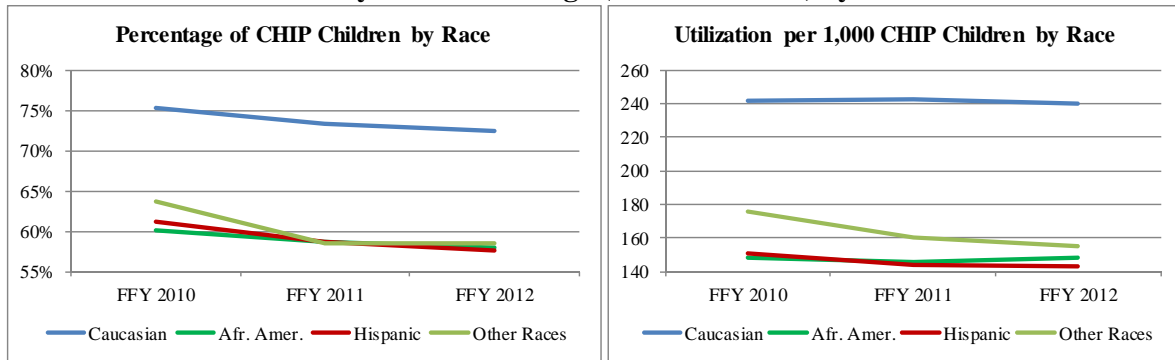 Percentage of CHIP Children by Race
80%
75%
70%
65%
60%
55%
FFY 2010 FFY 2011 FFY 2012
Caucasian Afr. Amer. Hispanic Other Races
Utilization per 1,000 CHIP Children by Race
260
240
220
200
180
160
140
FFY 2010 FFY 2011 FFY 2012
Caucasian Afr. Amer. Hispanic Other Races